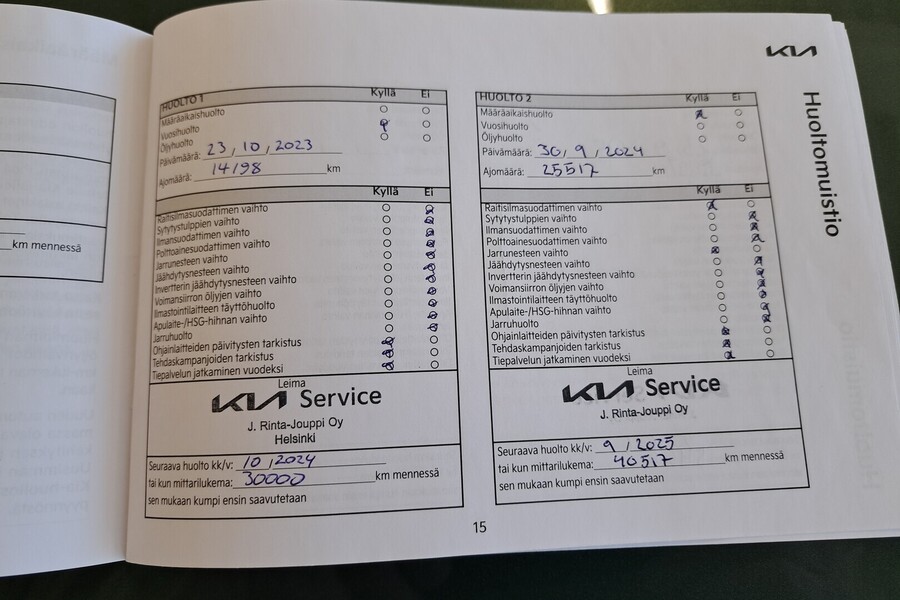 KIA
Huoltomuistio
km mennessä
HUOLTO 1 Kyllä Ei
Määräaikaishuolto
Vuosihuolto
Öljyhuolto
Päivämäärä: 23, 10, 2023
Ajomäärä: 14198 km
Kyllä Ei
Raitisilmasuodattimen vaihto
Sytytystulppien vaihto
Ilmansuodattimen vaihto
Polttoainesuodattimen vaihto
Jarrunesteen vaihto
Jäähdytysnesteen vaihto
Invertterin jäähdytysnesteen vaihto
Voimansiirron öljyjen vaihto
Ilmastointilaitteen täyttöhuolto
Apulaite-/HSG-hihnan vaihto
Jarruhuolto
Ohjainlaitteiden päivitysten tarkistus
Tehdaskampanjoiden tarkistus
Tiepalvelun jatkaminen vuodeksi
Leima
KIA Service
J. Rinta-Jouppi Oy
Helsinki
Seuraava huolto kk/v: 10, 2024
tai kun mittarilukema: 30000 km mennessä
sen mukaan kumpi ensin saavutetaan
HUOLTO 2 Kyllä Ei
Määräaikaishuolto
Vuosihuolto
Öljyhuolto
Päivämäärä: 30, 9, 2024
Ajomäärä: 25517 km
Kyllä Ei
Raitisilmasuodattimen vaihto
Sytytystulppien vaihto
Ilmansuodattimen vaihto
Polttoainesuodattimen vaihto
Jarrunesteen vaihto
Jäähdytysnesteen vaihto
Invertterin jäähdytysnesteen vaihto
Voimansiirron öljyjen vaihto
Ilmastointilaitteen täyttöhuolto
Apulaite-/HSG-hihnan vaihto
Jarruhuolto
Ohjainlaitteiden päivitysten tarkistus
Tehdaskampanjoiden tarkistus
Tiepalvelun jatkaminen vuodeksi
Leima
KIA Service
J. Rinta-Jouppi Oy
Seuraava huolto kk/v: 9, 2025
tai kun mittarilukema: 40517 km mennessä
sen mukaan kumpi ensin saavutetaan
15